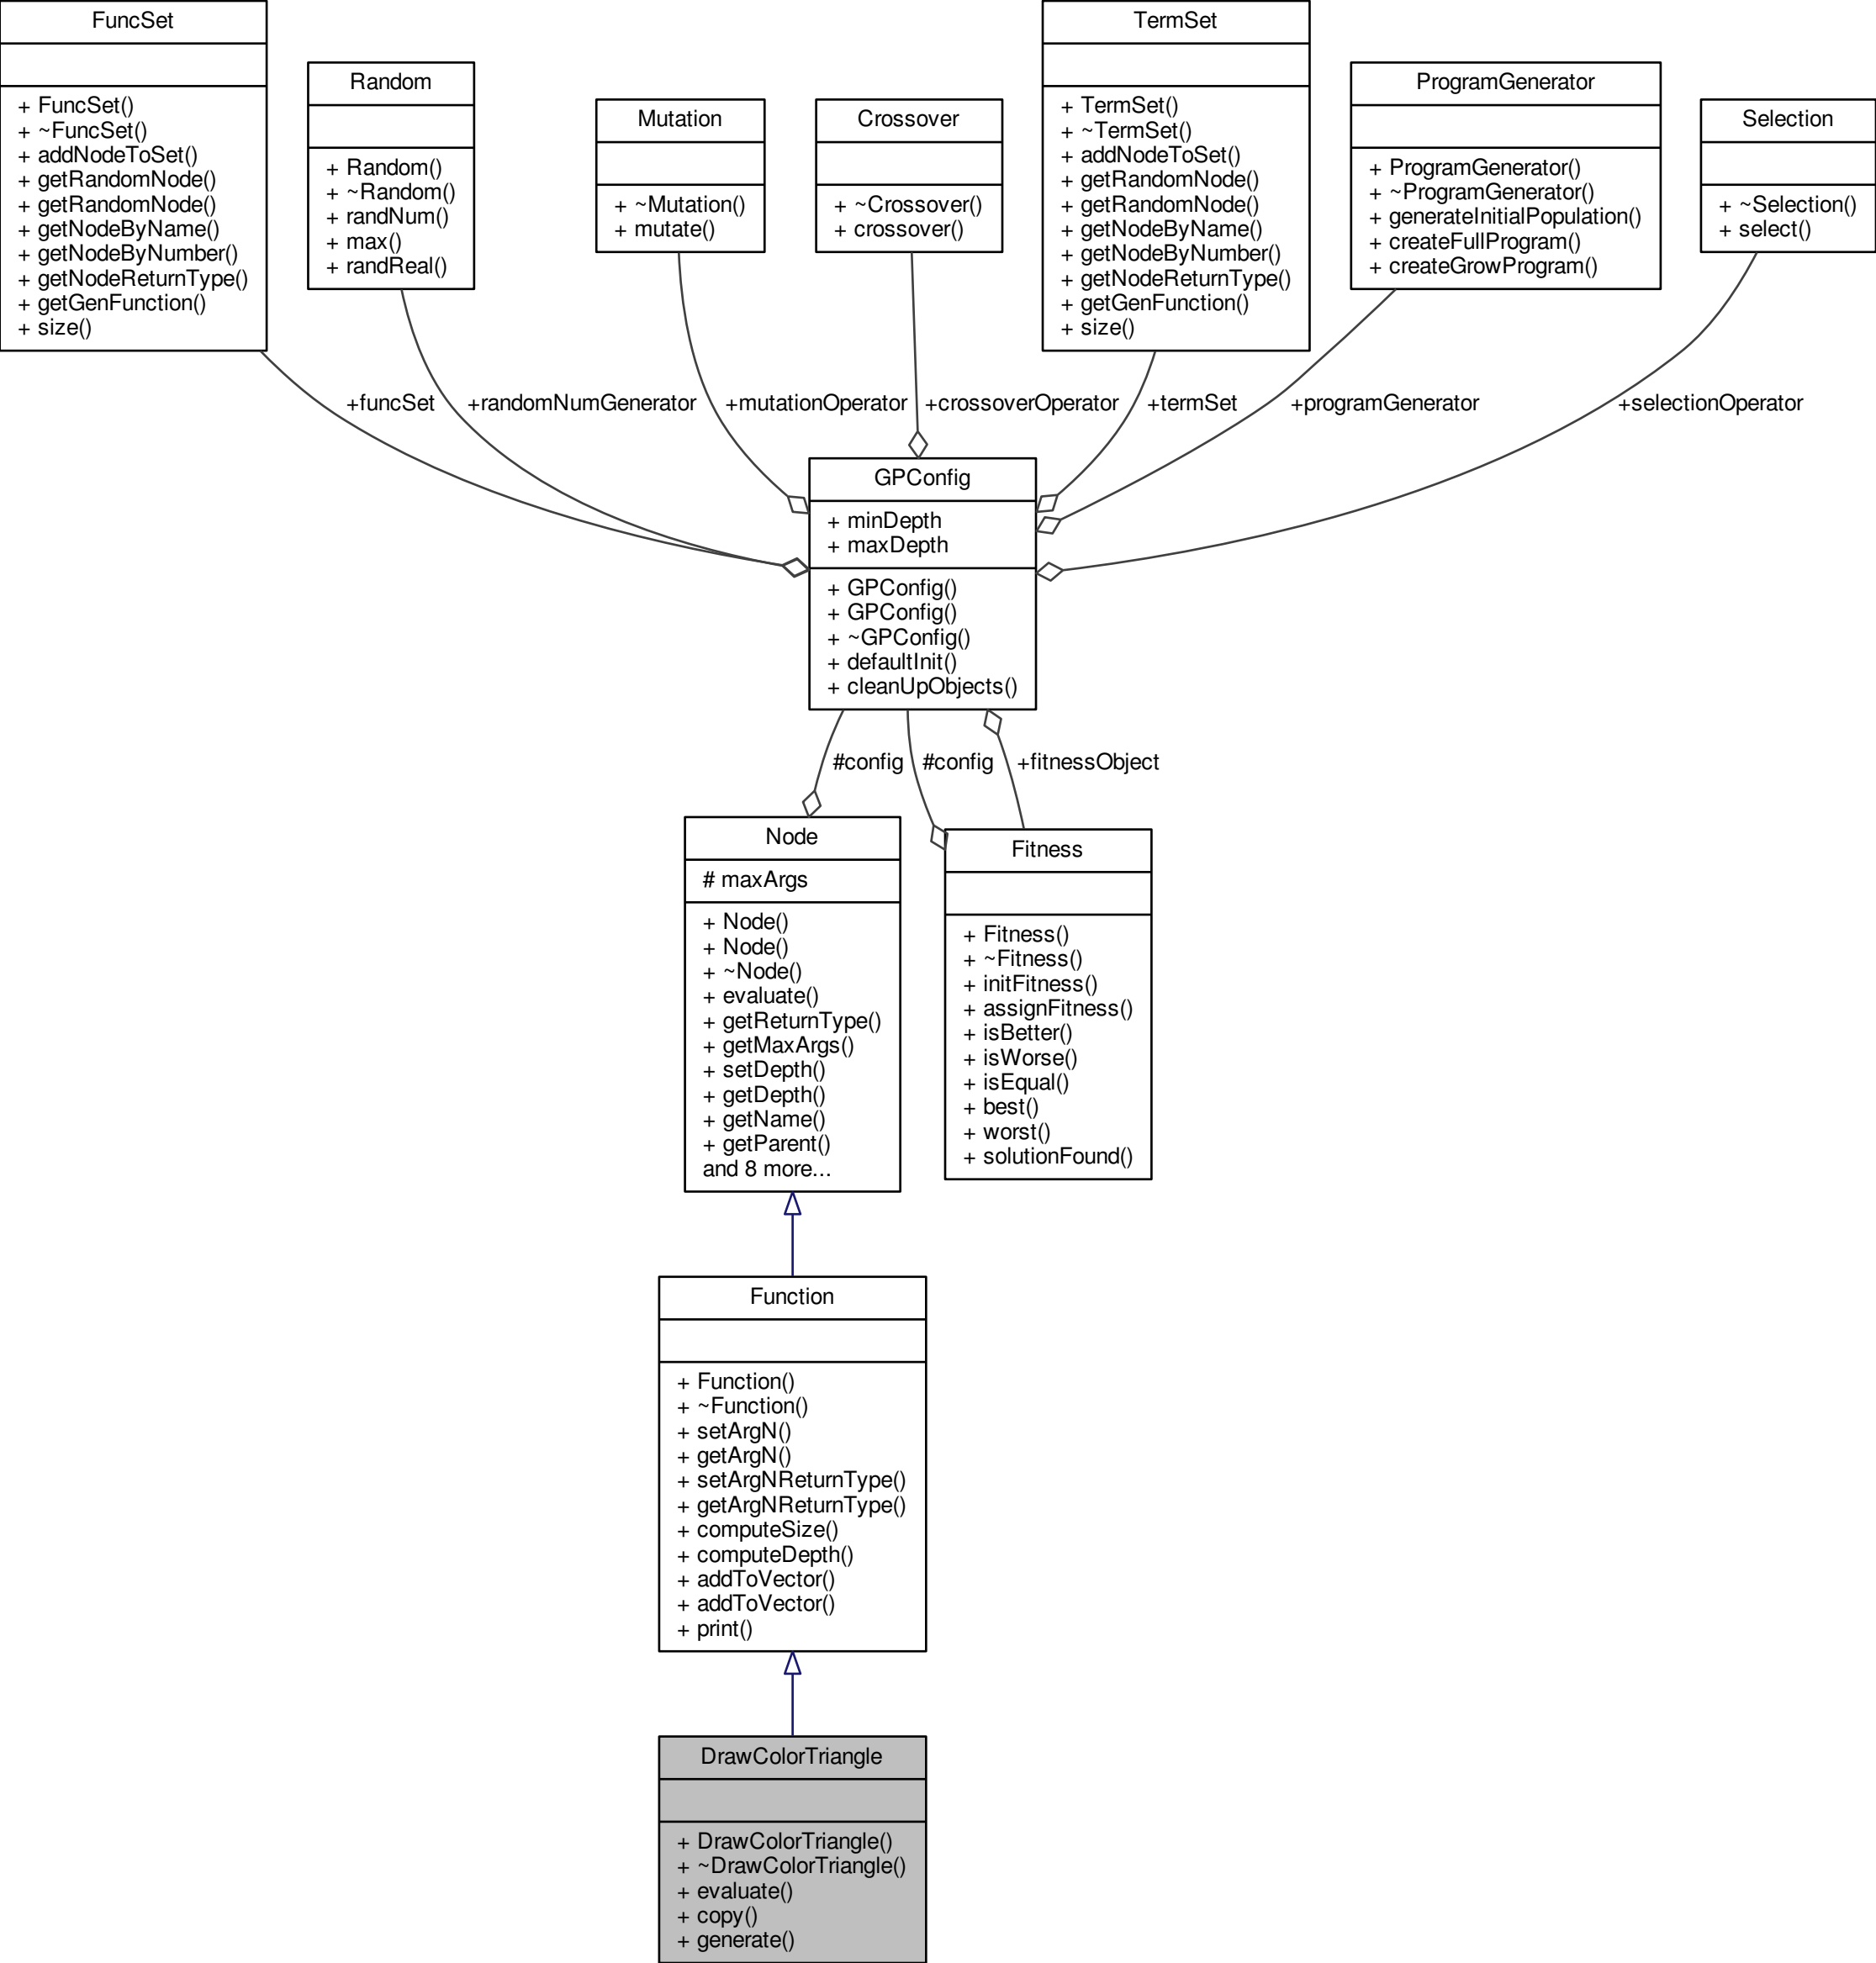 FuncSet
+ FuncSet()
+ ~FuncSet()
+ addNodeToSet()
+ getRandomNode()
+ getRandomNode()
+ getNodeByName()
+ getNodeByNumber()
+ getNodeReturnType()
+ getGenFunction()
+ size()
Random
+ Random()
+ ~Random()
+ randNum()
+ max()
+ randReal()
Mutation
+ ~Mutation()
+ mutate()
Crossover
+ ~Crossover()
+ crossover()
TermSet
+ TermSet()
+ ~TermSet()
+ addNodeToSet()
+ getRandomNode()
+ getRandomNode()
+ getNodeByName()
+ getNodeByNumber()
+ getNodeReturnType()
+ getGenFunction()
+ size()
ProgramGenerator
+ ProgramGenerator()
+ ~ProgramGenerator()
+ generateInitialPopulation()
+ createFullProgram()
+ createGrowProgram()
Selection
+ ~Selection()
+ select()
+funcSet
+randomNumGenerator
+mutationOperator
+crossoverOperator
+termSet
+programGenerator
+selectionOperator
GPConfig
+ minDepth
+ maxDepth
+ GPConfig()
+ GPConfig()
+ ~GPConfig()
+ defaultInit()
+ cleanUpObjects()
#config
#config
+fitnessObject
Node
# maxArgs
+ Node()
+ Node()
+ ~Node()
+ evaluate()
+ getReturnType()
+ getMaxArgs()
+ setDepth()
+ getDepth()
+ getName()
+ getParent()
and 8 more...
Fitness
+ Fitness()
+ ~Fitness()
+ initFitness()
+ assignFitness()
+ isBetter()
+ isWorse()
+ isEqual()
+ best()
+ worst()
+ solutionFound()
Function
+ Function()
+ ~Function()
+ setArgN()
+ getArgN()
+ setArgNReturnType()
+ getArgNReturnType()
+ computeSize()
+ computeDepth()
+ addToVector()
+ addToVector()
+ print()
DrawColorTriangle
+ DrawColorTriangle()
+ ~DrawColorTriangle()
+ evaluate()
+ copy()
+ generate()